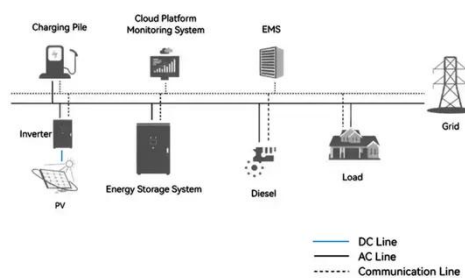 Charging Pile
Cloud Platform
Monitoring System
EMS
Grid
Inverter
PV
Energy Storage System
Diesel
Load
DC Line
AC Line
Communication Line